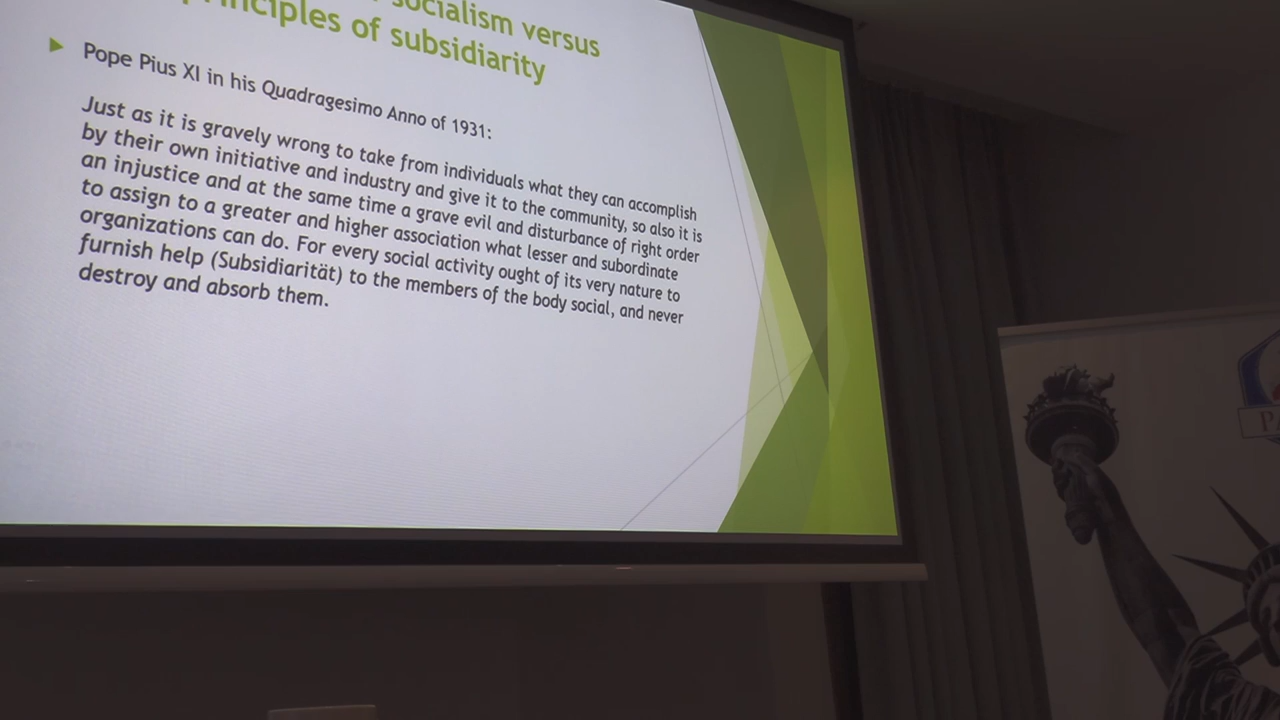 socialism versus
principles of subsidiarity
Pope Pius XI in his Quadragesimo Anno of 1931:
Just as it is gravely wrong to take from individuals what they can accomplish
by their own initiative and industry and give it to the community, so also it is
an injustice and at the same time a grave evil and disturbance of right order
to assign to a greater and higher association what lesser and subordinate
organizations can do. For every social activity ought of its very nature to
furnish help (Subsidiarität) to the members of the body social, and never
destroy and absorb them.